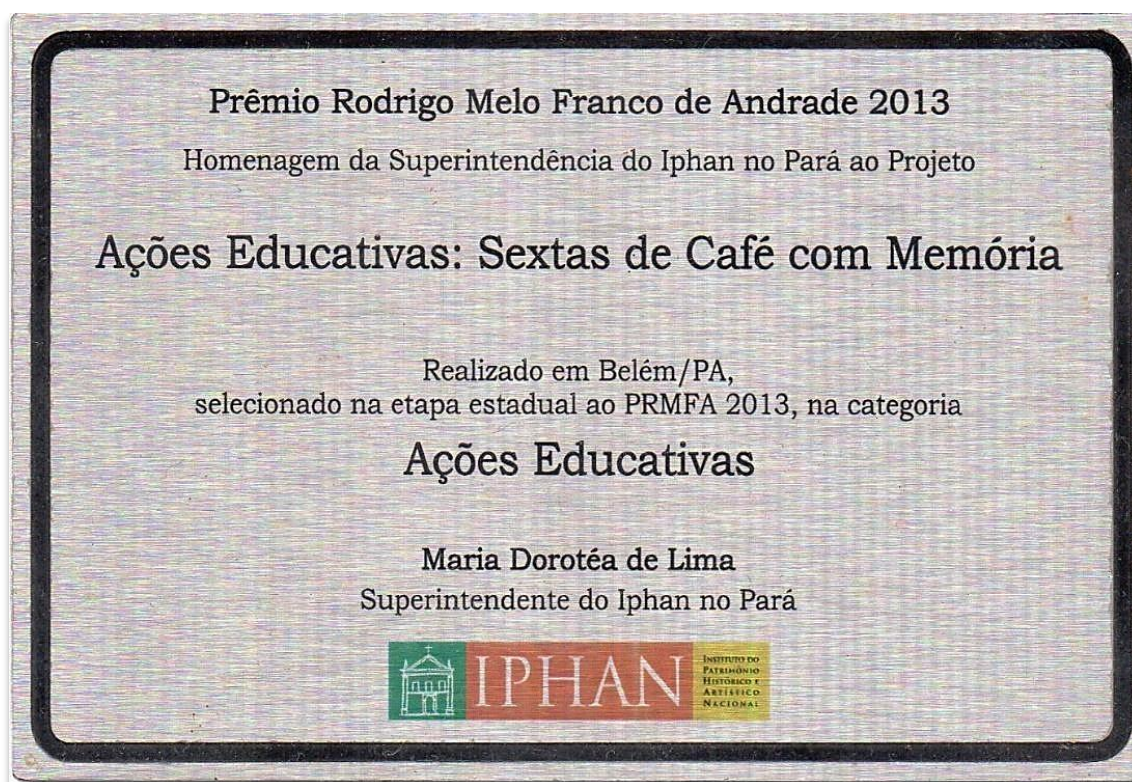 Prêmio Rodrigo Melo Franco de Andrade 2013
Homenagem da Superintendência do Iphan no Pará ao Projeto
Ações Educativas: Sextas de Café com Memória
Realizado em Belém/PA,
selecionado na etapa estadual ao PRMFA 2013, na categoria
Ações Educativas
Maria Dorotéa de Lima
Superintendente do Iphan no Pará
IPHAN
INSTITUTO DO
PATRIMÔNIO
HISTÓRICO E
ARTÍSTICO
NACIONAL